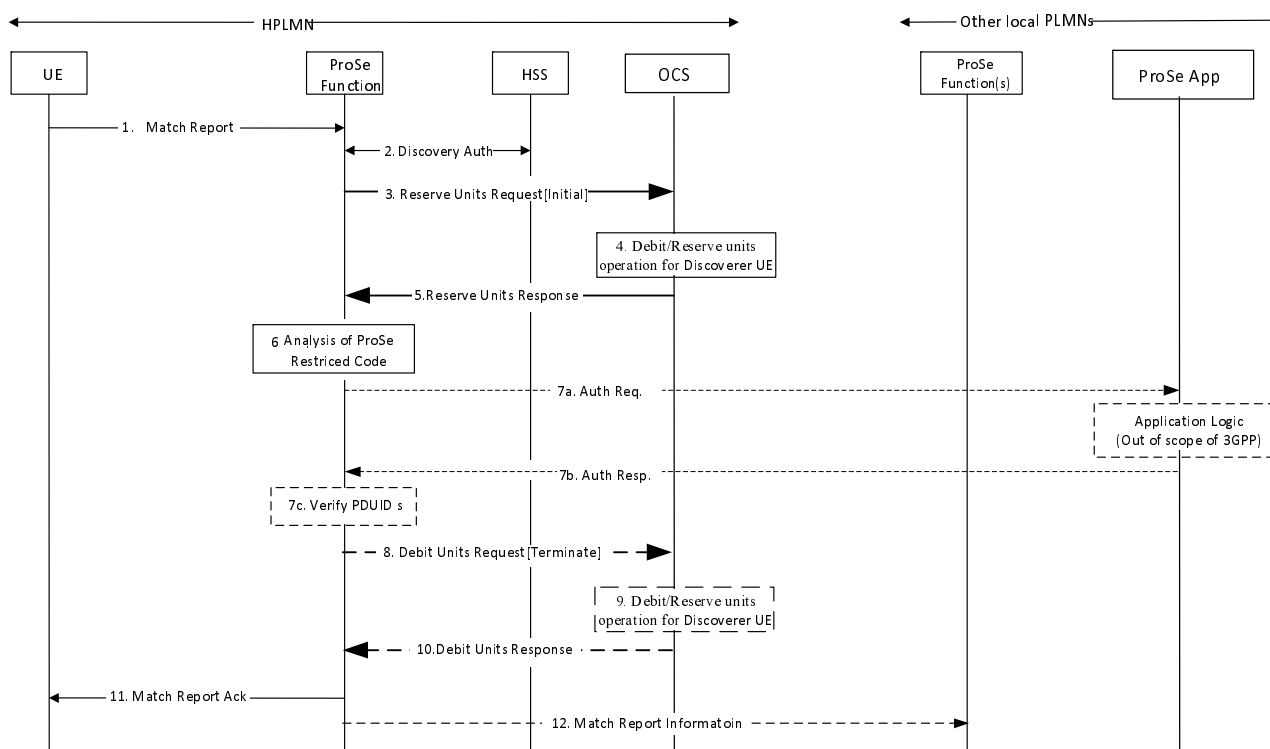 HPLMN
Other local PLMNs
UE
ProSe
Function
HSS
OCS
ProSe
Function(s)
ProSe App
1. Match Report
2. Discovery Auth
3. Reserve Units Request[Initial]
4. Debit/Reserve units
operation for Discoverer UE
5.Reserve Units Response
6 Analysis of ProSe
Restriced Code
7a. Auth Req.
Application Logic
(Out of scope of 3GPP)
7b. Auth Resp.
7c. Verify PDUID s
8. Debit Units Request[Terminate]
9. Debit/Reserve units
operation for Discoverer UE
10.Debit Units Response
11. Match Report Ack
12. Match Report Informatoin